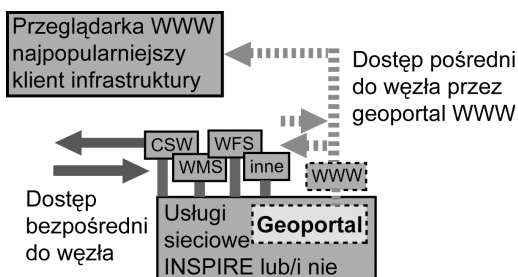 Przeglądarka WWW
najpopularniejszy
klient infrastruktury
Dostęp pośredni
do węzła przez
geoportal WWW
CSW
WFS
WMS
inne
WWW
Dostęp
bezpośredni
do węzła
Usługi
sieciowe
Geoportal
INSPIRE lub/i nie